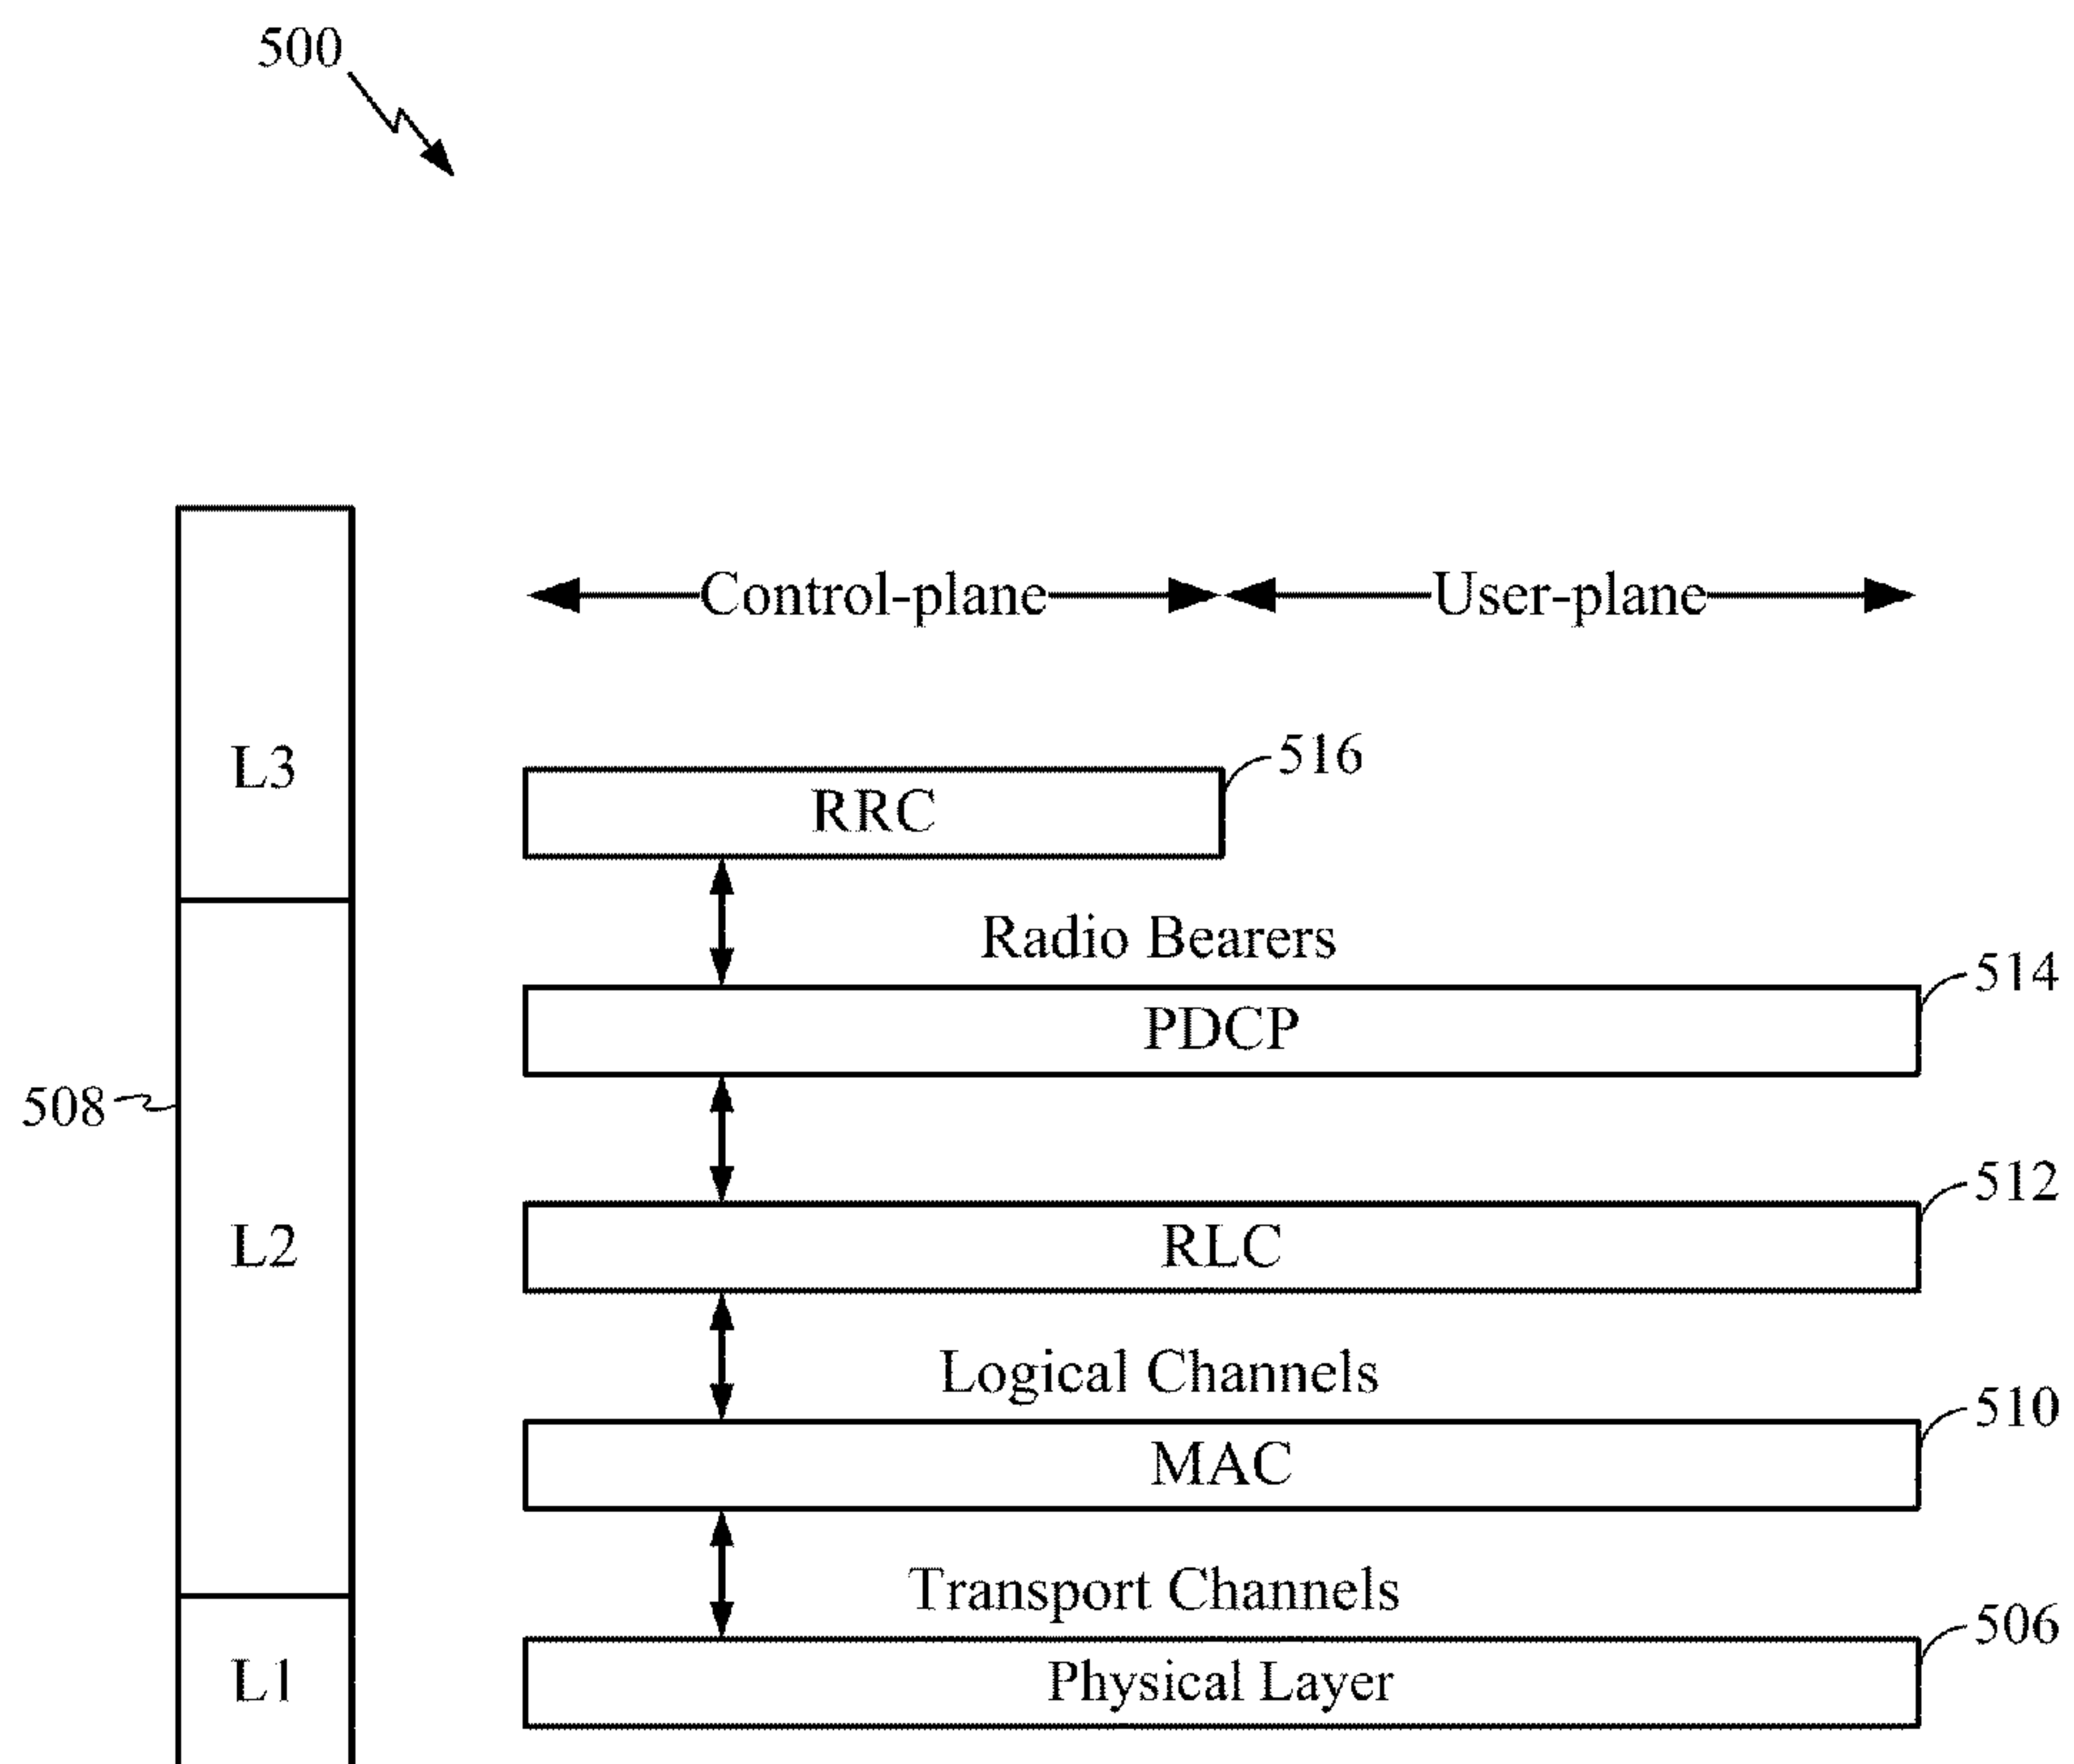 500
Control-plane User-plane
L3
516
RRC
Radio Bearers
514
PDCP
508
512
L2
RLC
Logical Channels
510
MAC
Transport Channels
506
L1
Physical Layer